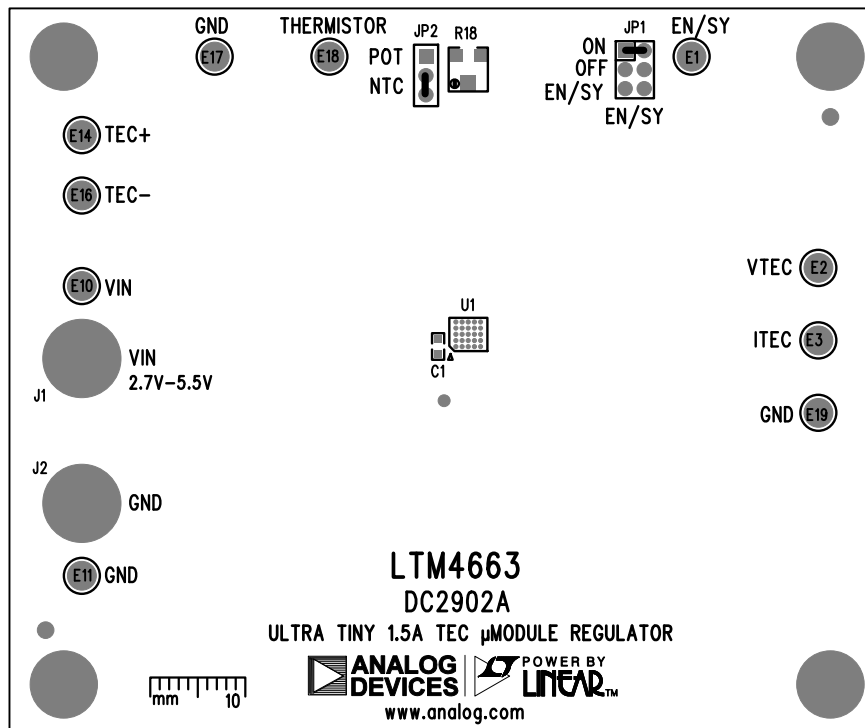 GND THERMISTOR JP2 R18 JP1 EN/SY
E17 E18 POT ON E1
NTC OFF
EN/SY
EN/SY
E14 TEC+
E16 TEC-
E10 VIN
VTEC E2
U1
VIN
2.7V-5.5V
J1
C1
ITEC E3
GND E19
J2
GND
E11 GND
LTM4663
DC2902A
ULTRA TINY 1.5A TEC µMODULE REGULATOR
mm 10
ANALOG
DEVICES
POWER BY
LINEAR™
www.analog.com